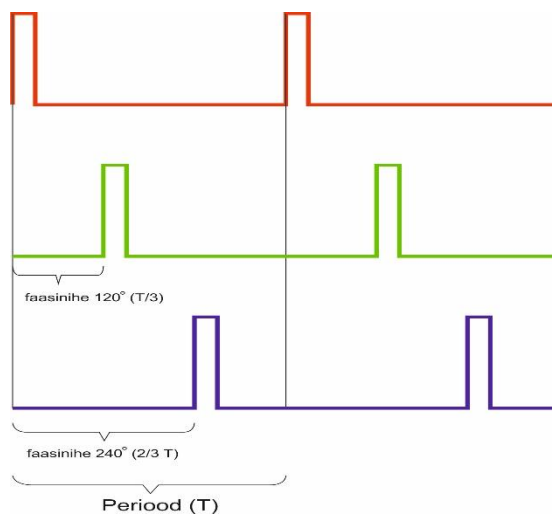 faasinihe 120° (T/3)
faasinihe 240° (2/3 T)
Periood (T)